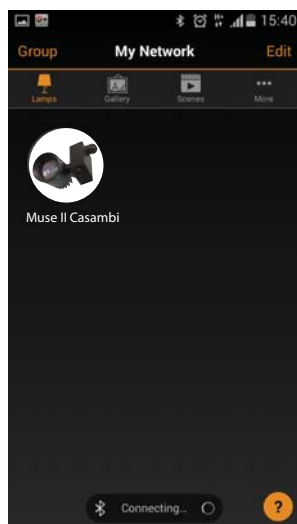 15:40
Group My Network Edit
Lamps Gallery Scenes More
Muse II Casambi
Connecting... ?